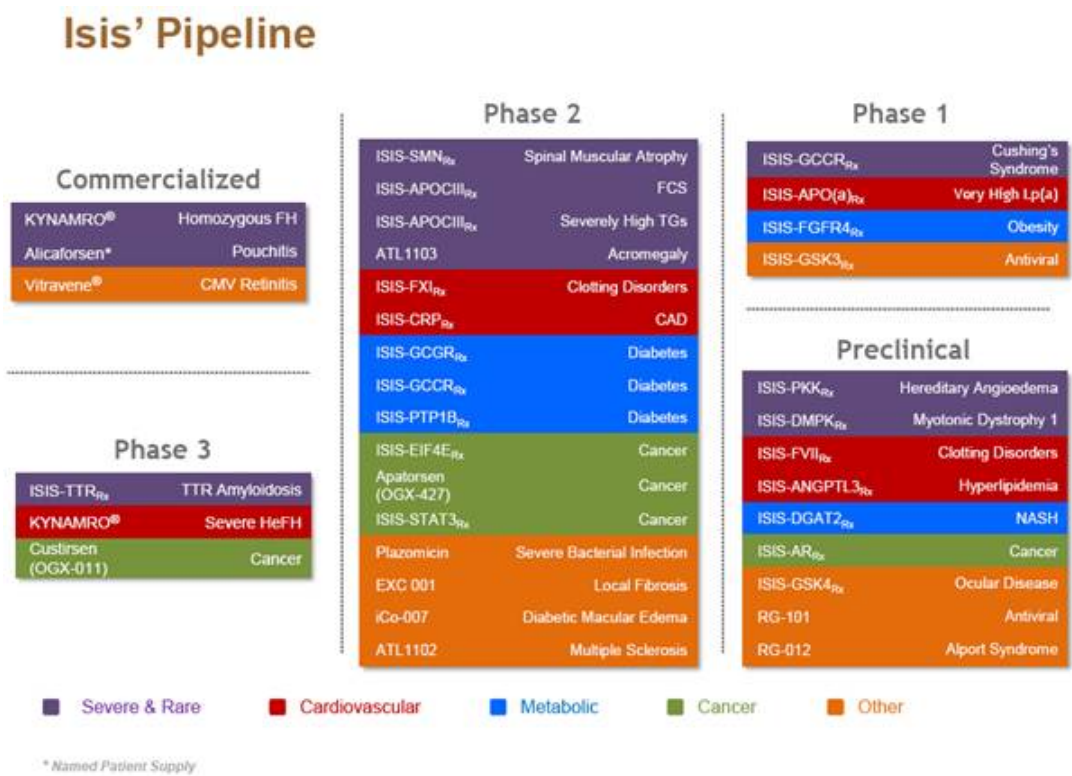 Isis' Pipeline
Commercialized
KYNAMRO® Homozygous FH
Alicaforsen* Pouchitis
Vitravene® CMV Retinitis
Phase 3
ISIS-TTRRx TTR Amyloidosis
KYNAMRO® Severe HeFH
Custirsen
(OGX-011) Cancer
Phase 2
ISIS-SMNRx Spinal Muscular Atrophy
ISIS-APOCIIIRx FCS
ISIS-APOCIIIRx Severely High TGs
ATL1103 Acromegaly
ISIS-FXIRx Clotting Disorders
ISIS-CRPRx CAD
ISIS-GCGRRx Diabetes
ISIS-GCCRRx Diabetes
ISIS-PTP1BRx Diabetes
ISIS-EIF4ERx Cancer
Apatorsen
(OGX-427) Cancer
ISIS-STAT3Rx Cancer
Plazomicin Severe Bacterial Infection
EXC 001 Local Fibrosis
iCo-007 Diabetic Macular Edema
ATL1102 Multiple Sclerosis
Phase 1
ISIS-GCCRRx Cushing's
Syndrome
ISIS-APO(a)Rx Very High Lp(a)
ISIS-FGFR4Rx Obesity
ISIS-GSK3Rx Antiviral
Preclinical
ISIS-PKKRx Hereditary Angioedema
ISIS-DMPKRx Myotonic Dystrophy 1
ISIS-FVIIRx Clotting Disorders
ISIS-ANGPTL3Rx Hyperlipidemia
ISIS-DGAT2Rx NASH
ISIS-ARRx Cancer
ISIS-GSK4Rx Ocular Disease
RG-101 Antiviral
RG-012 Alport Syndrome
Severe & Rare Cardiovascular Metabolic Cancer Other
* Named Patient Supply